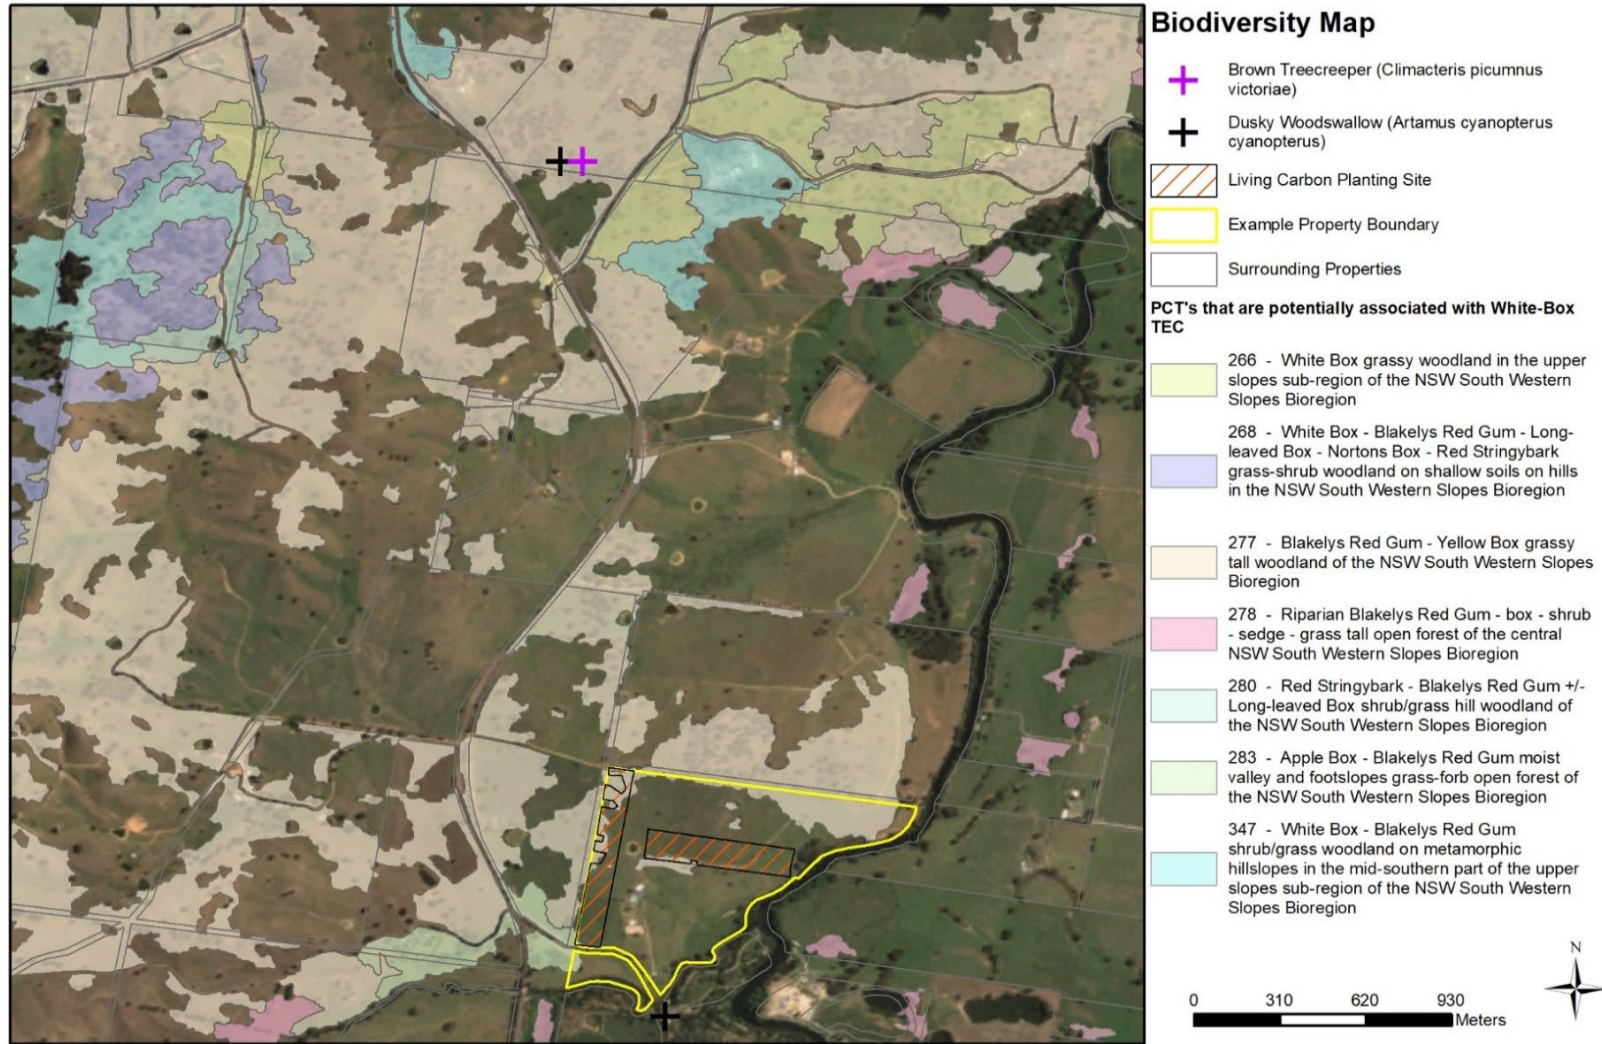 Biodiversity Map
Brown Treecreeper (Climacteris picumnus
victoriae)
Dusky Woodswallow (Artamus cyanopterus
cyanopterus)
Living Carbon Planting Site
Example Property Boundary
Surrounding Properties
PCT's that are potentially associated with White-Box
TEC
266 - White Box grassy woodland in the upper
slopes sub-region of the NSW South Western
Slopes Bioregion
268 - White Box - Blakelys Red Gum - Long-
leaved Box - Nortons Box - Red Stringybark
grass-shrub woodland on shallow soils on hills
in the NSW South Western Slopes Bioregion
277 - Blakelys Red Gum - Yellow Box grassy
tall woodland of the NSW South Western Slopes
Bioregion
278 - Riparian Blakelys Red Gum - box - shrub
- sedge - grass tall open forest of the central
NSW South Western Slopes Bioregion
280 - Red Stringybark - Blakelys Red Gum +/-
Long-leaved Box shrub/grass hill woodland of
the NSW South Western Slopes Bioregion
283 - Apple Box - Blakelys Red Gum moist
valley and footslopes grass-forb open forest of
the NSW South Western Slopes Bioregion
347 - White Box - Blakelys Red Gum
shrub/grass woodland on metamorphic
hillslopes in the mid-southern part of the upper
slopes sub-region of the NSW South Western
Slopes Bioregion
N
0 310 620 930
Meters